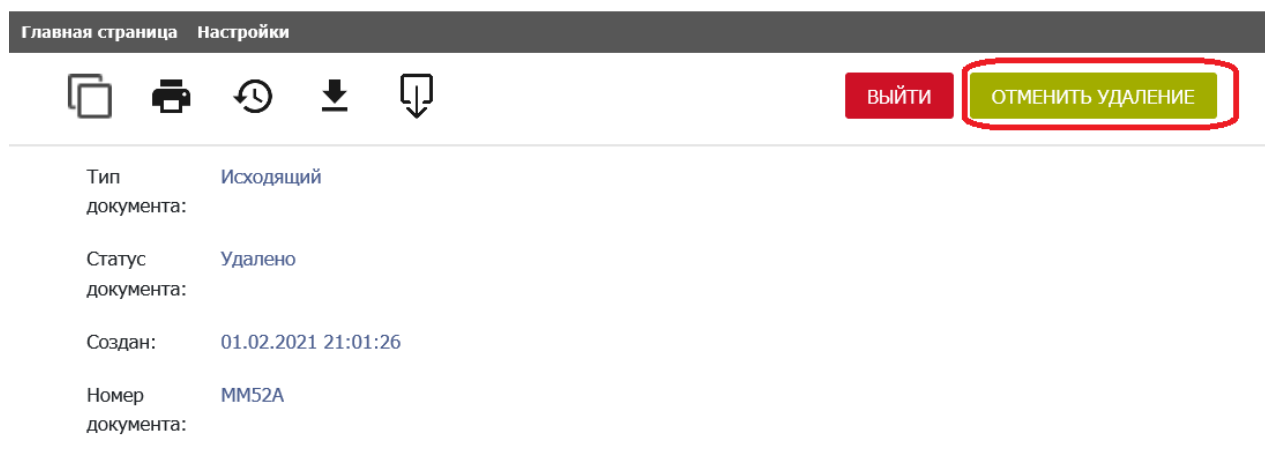 Главная страница Настройки
ВЫЙТИ ОТМЕНИТЬ УДАЛЕНИЕ
Тип Исходящий
документа:
Статус Удалено
документа:
Создан: 01.02.2021 21:01:26
Номер MM52A
документа: